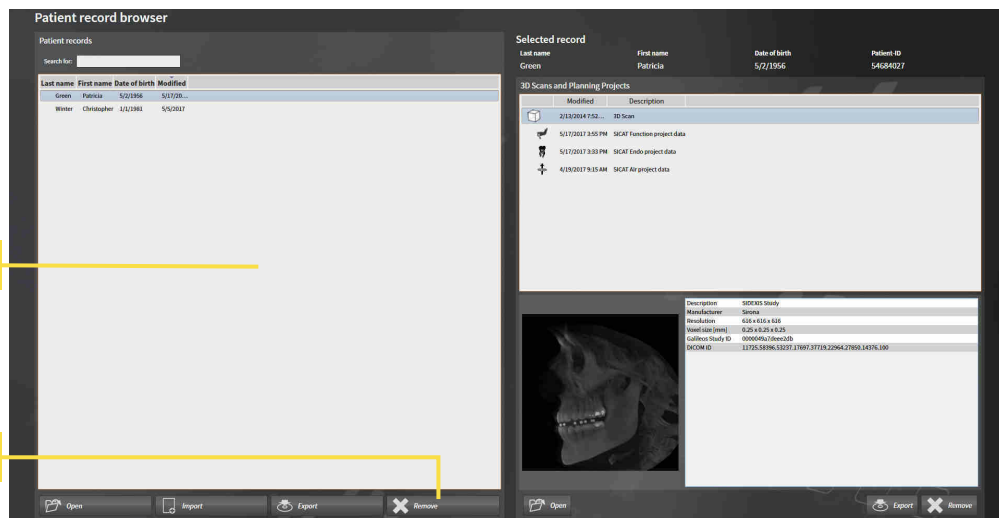 Patient record browser
Patient records
Search for:
Last name First name Date of birth Modified
Green Patricia 5/2/1956 5/17/20...
Winter Christopher 1/1/1981 5/5/2017
Open Import Export Remove
Selected record
Last name First name Date of birth Patient-ID
Green Patricia 5/2/1956 54684027
3D Scans and Planning Projects
Modified Description
2/13/2014 7:52... 3D Scan
5/17/2017 3:55 PM SICAT Function project data
5/17/2017 3:33 PM SICAT Endo project data
4/19/2017 9:15 AM SICAT Air project data
Description SIDEXIS Study
Manufacturer Sirona
Resolution 616 x 616 x 616
Voxel size [mm] 0.25 x 0.25 x 0.25
Galileos Study ID 0000049a7deee2db
DICOM ID 11725.58396.53237.17697.37719.22964.27850.14376.100
Open Export Remove